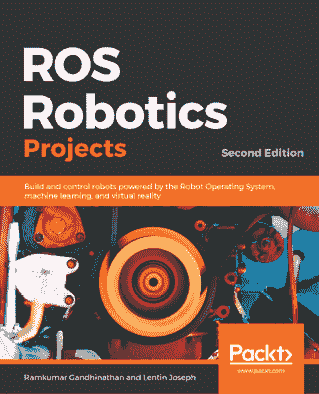 ROS
Robotics
Projects
Second Edition
Build and control robots powered by the Robot Operating System,
machine learning, and virtual reality
Packt>
www.packt.com
Ramkumar Gandhinathan and Lentin Joseph